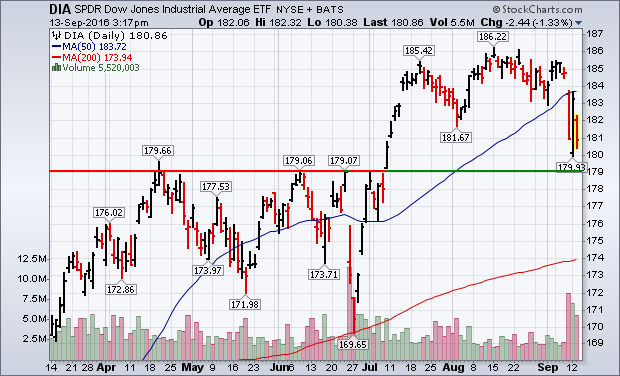 DIA SPDR Dow Jones Industrial Average ETF NYSE + BATS © StockCharts.com
13-Sep-2016 3:17pm Op 182.06 Hi 182.32 Lo 180.38 Last 180.86 Vol 5.5M Chg -2.44 (-1.33%)
DIA (Daily) 180.86
MA(50) 183.72
MA(200) 173.94
Volume 5,520,003
187
186.22
186
185.42
185
184
183
182
181.67
181
180
179.93
179.66
179.06
179.07
179
178
177.53
177
176.02
176
175
174
173.97
173.71
12.5M
173
172.86
10.0M
172
171.98
7.5M
171
5.0M
170
169.65
2.5M
169
14 21 28 Apr 11 18 25 May 9 16 23 Jun 6 13 20 27 Jul 11 18 25 Aug 8 15 22 Sep 12